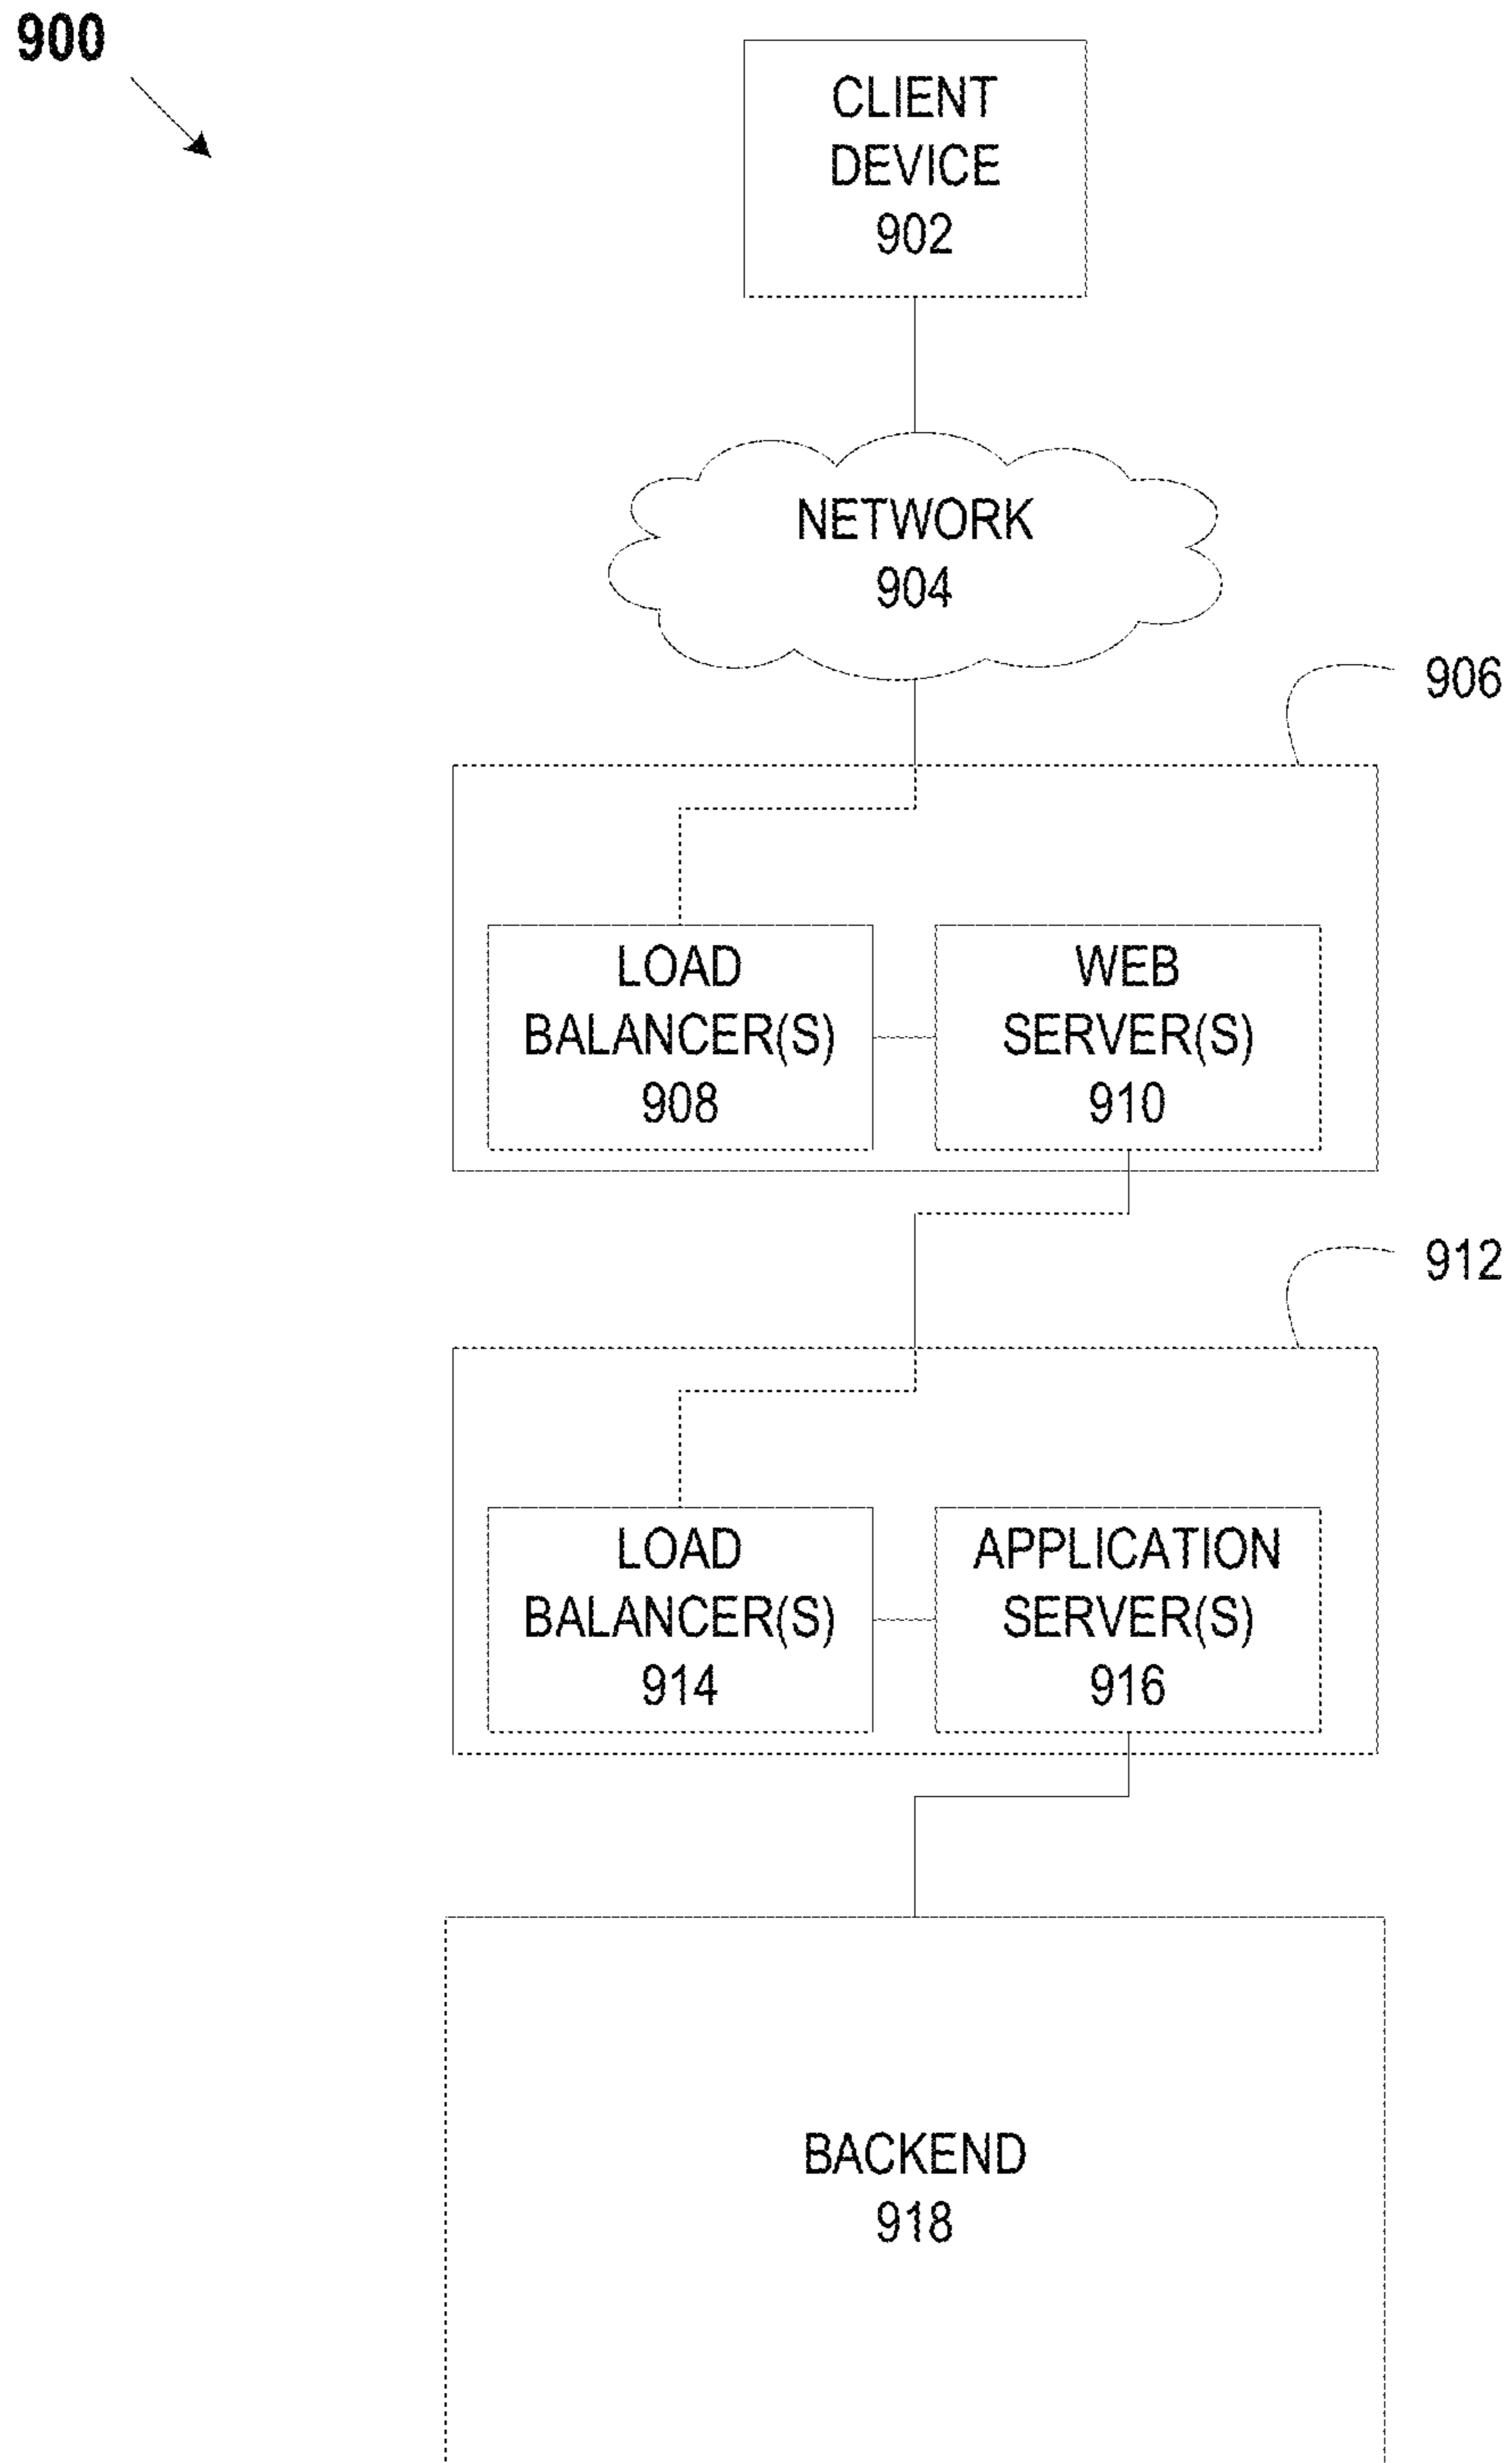 900
CLIENT
DEVICE
902
NETWORK
904
906
LOAD
BALANCER(S)
908
WEB
SERVER(S)
910
912
LOAD
BALANCER(S)
914
APPLICATION
SERVER(S)
916
BACKEND
918